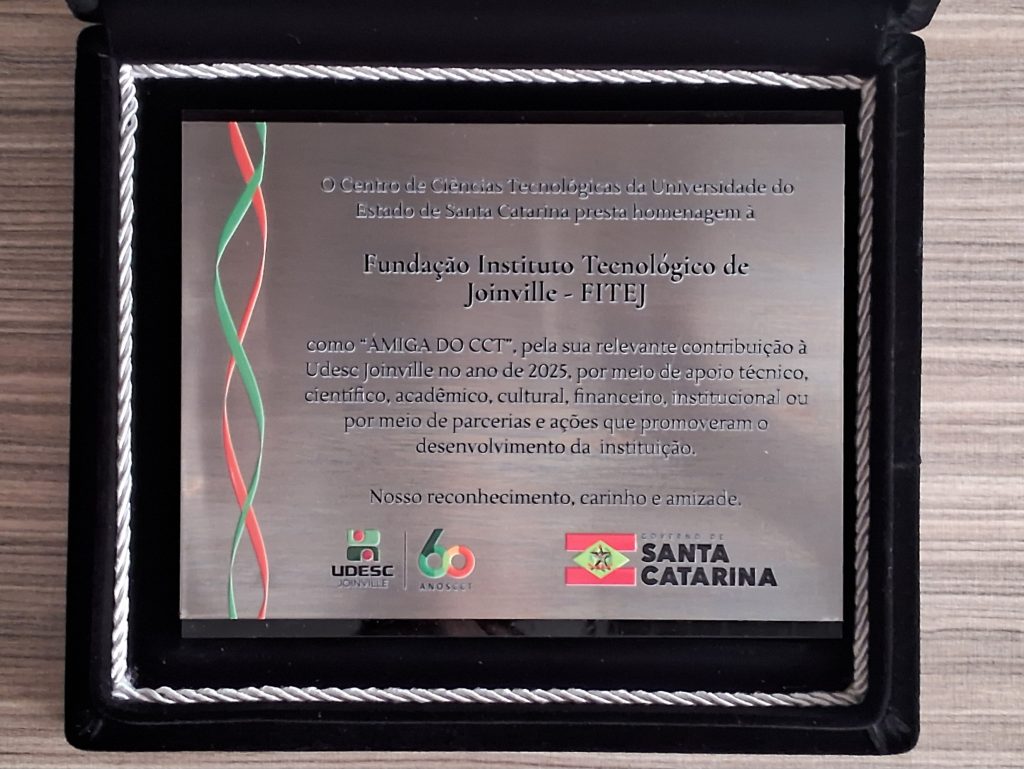 O Centro de Ciências Tecnológicas da Universidade do
Estado de Santa Catarina presta homenagem à
Fundação Instituto Tecnológico de
Joinville - FITEJ
como "AMIGA DO CCT", pela sua relevante contribuição à
Udesc Joinville no ano de 2025, por meio de apoio técnico,
científico, acadêmico, cultural, financeiro, institucional ou
por meio de parcerias e ações que promoveram o
desenvolvimento da instituição.
Nosso reconhecimento, carinho e amizade.
UDESC
JOINVILLE
60
ANOS CCT
GOVERNO DE
SANTA
CATARINA